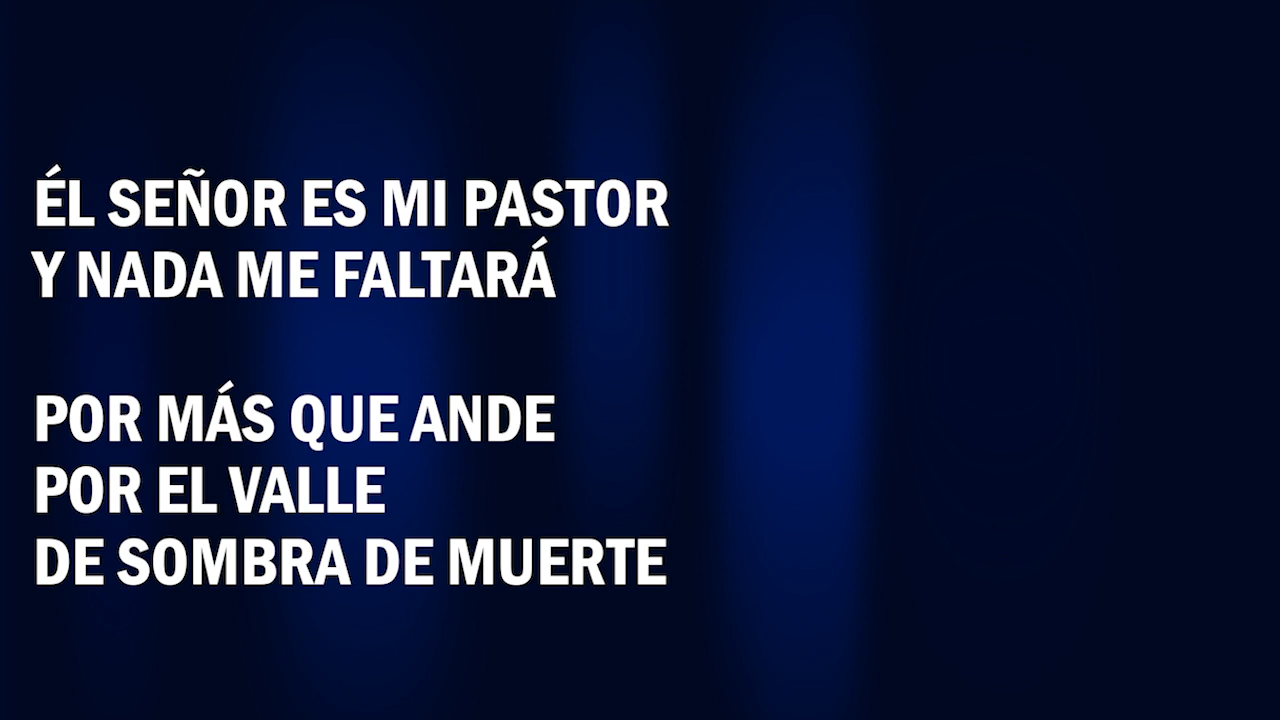 ÉL SEÑOR ES MI PASTOR
Y NADA ME FALTARÁ
POR MÁS QUE ANDE
POR EL VALLE
DE SOMBRA DE MUERTE